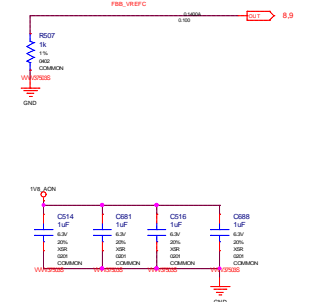 FBB_VREFC
0.1400A
0.100
OUT
8,9
R507
1k
1%
0402
COMMON
GND
1V8_AON
C514
1uF
6.3V
20%
X5R
0201
COMMON
C681
1uF
6.3V
20%
X5R
0201
COMMON
C516
1uF
6.3V
20%
X5R
0201
COMMON
C688
1uF
6.3V
20%
X5R
0201
COMMON
GND